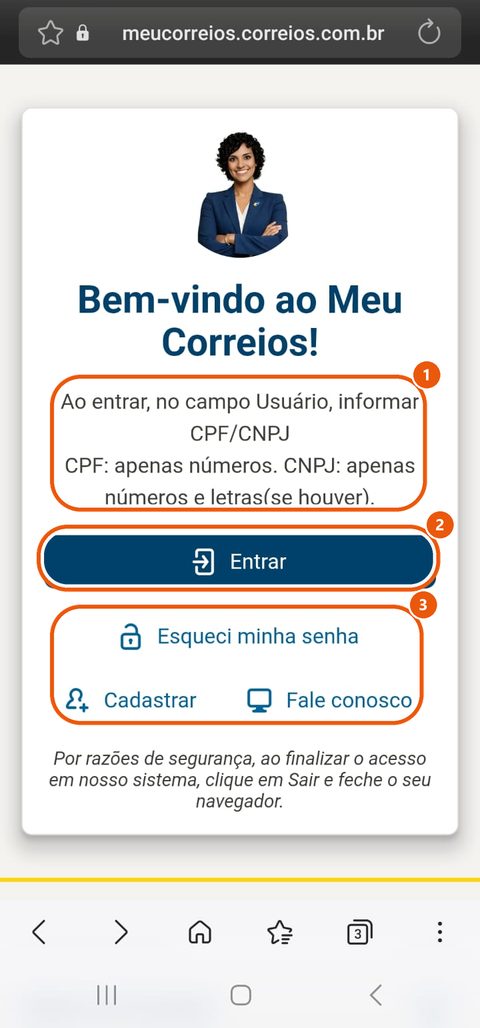 meucorreios.correios.com.br
Bem-vindo ao Meu
Correios!
1
Ao entrar, no campo Usuário, informar
CPF/CNPJ
CPF: apenas números. CNPJ: apenas
números e letras(se houver).
2
Entrar
3
Esqueci minha senha
Cadastrar
Fale conosco
Por razões de segurança, ao finalizar o acesso
em nosso sistema, clique em Sair e feche o seu
navegador.
3